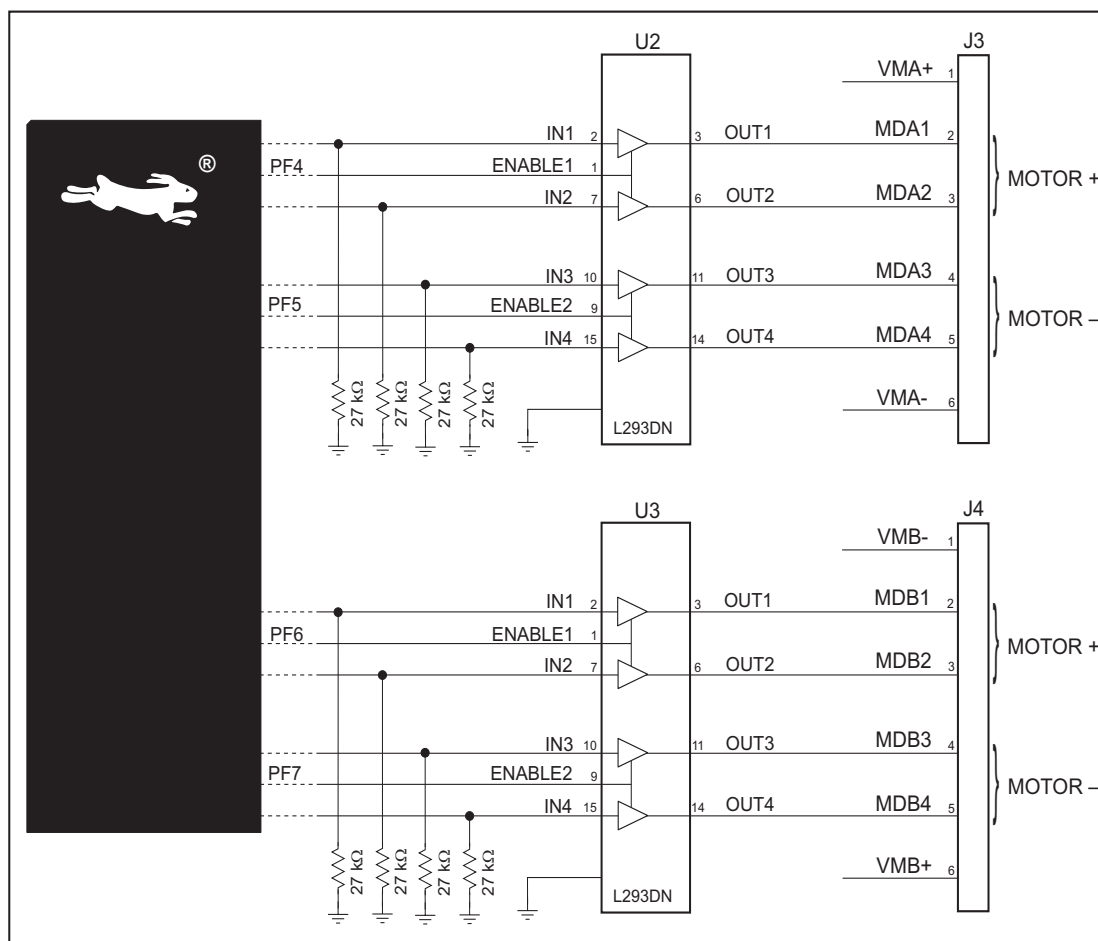 U2
J3
VMA+ 1
®
IN1 2 3 OUT1 MDA1 2
PF4 ENABLE1 1
MOTOR +
IN2 7 6 OUT2 MDA2 3
IN3 10 11 OUT3 MDA3 4
PF5 ENABLE2 9
MOTOR –
IN4 15 14 OUT4 MDA4 5
27 kΩ 27 kΩ 27 kΩ 27 kΩ
VMA- 6
L293DN
U3
J4
VMB- 1
IN1 2 3 OUT1 MDB1 2
PF6 ENABLE1 1
MOTOR +
IN2 7 6 OUT2 MDB2 3
IN3 10 11 OUT3 MDB3 4
PF7 ENABLE2 9
MOTOR –
IN4 15 14 OUT4 MDB4 5
27 kΩ 27 kΩ 27 kΩ 27 kΩ
VMB+ 6
L293DN